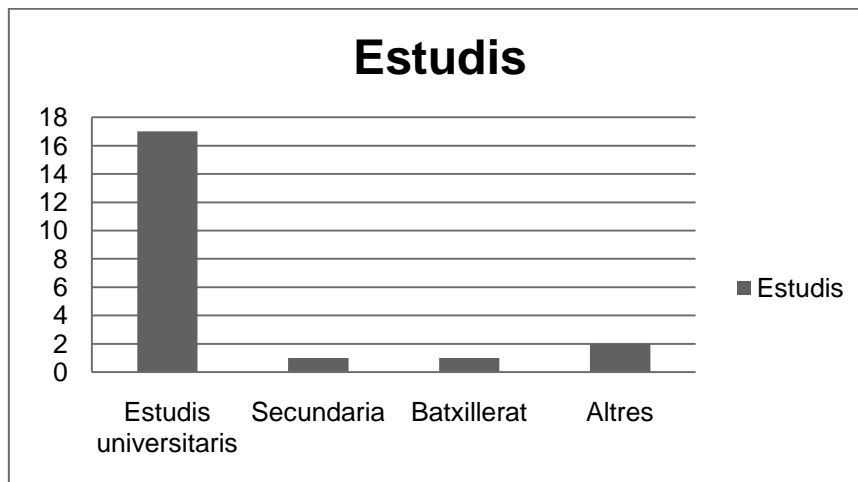 Estudis
18
16
14
12
10
8
6
4
2
0
Estudis
universitaris
Secundaria
Batxillerat
Altres
Estudis